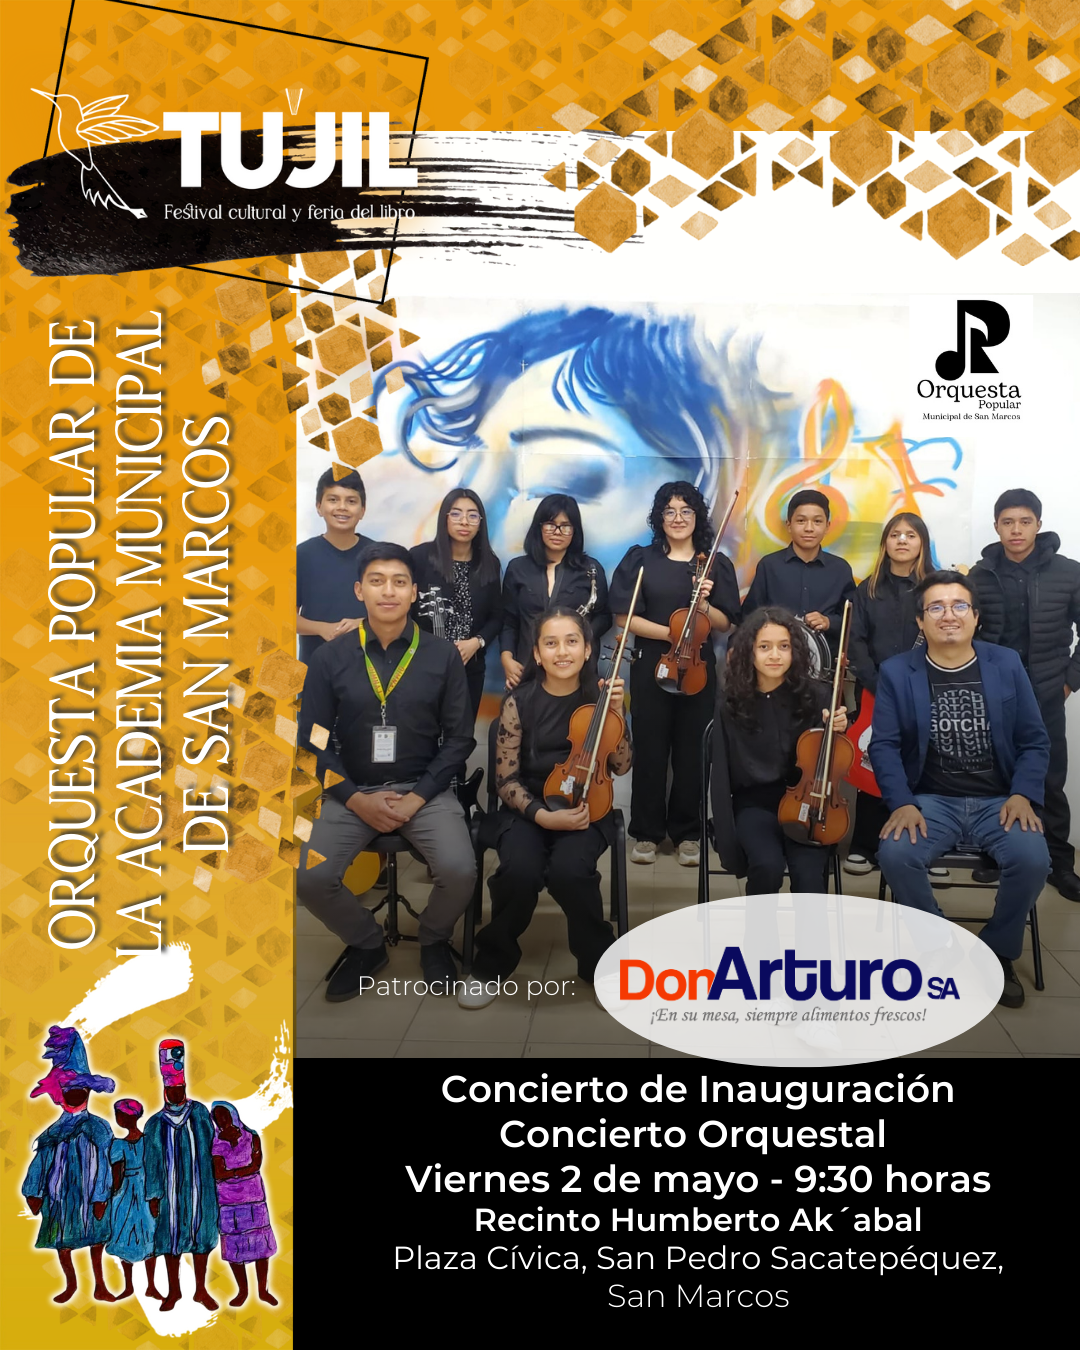 TUJIL
Festival cultural y feria del libro
ORQUESTA POPULAR DE
LA ACADEMIA MUNICIPAL
DE SAN MARCOS
R
Orquesta
Popular
Municipal de San Marcos
GOTCHA
Patrocinado por:
DonArturo SA
¡En su mesa, siempre alimentos frescos!
Concierto de Inauguración
Concierto Orquestal
Viernes 2 de mayo - 9:30 horas
Recinto Humberto Ak´abal
Plaza Cívica, San Pedro Sacatepéquez,
San Marcos